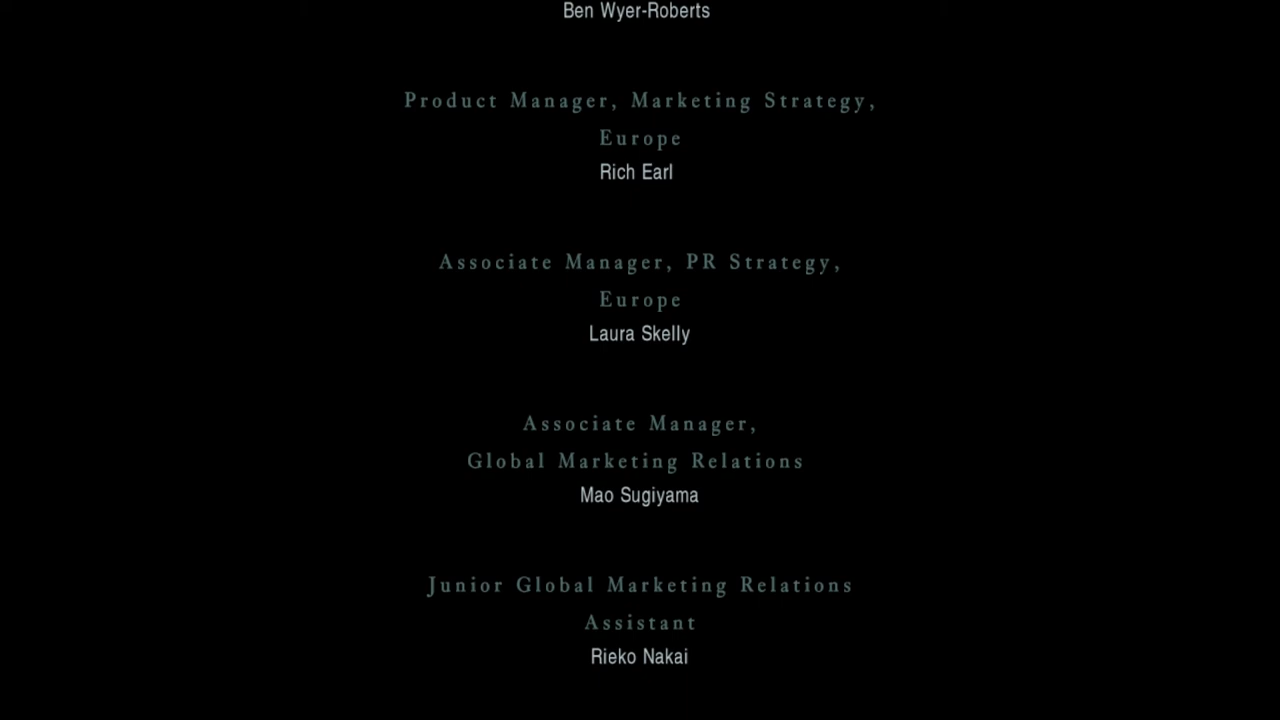 Ben Wyer-Roberts
Product Manager, Marketing Strategy,
Europe
Rich Earl
Associate Manager, PR Strategy,
Europe
Laura Skelly
Associate Manager,
Global Marketing Relations
Mao Sugiyama
Junior Global Marketing Relations
Assistant
Rieko Nakai